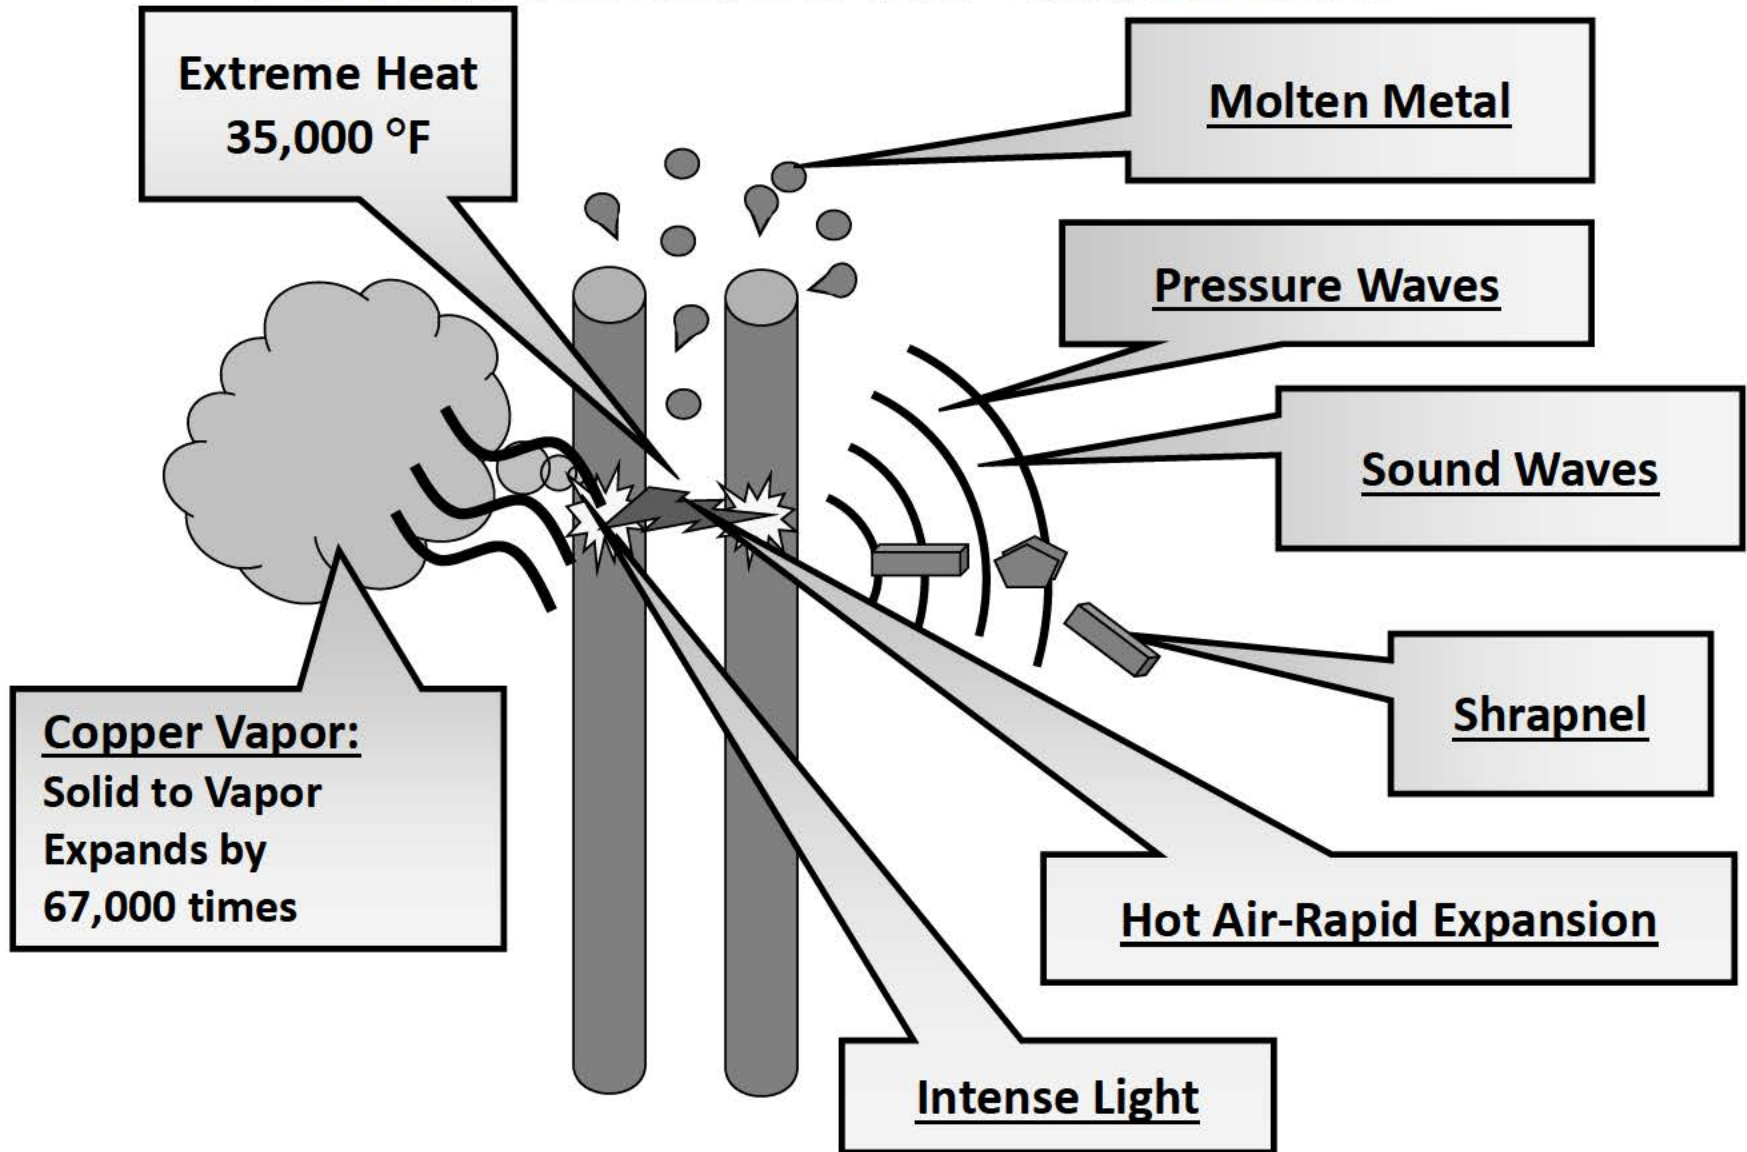 Extreme Heat
35,000 °F
Molten Metal
Pressure Waves
Sound Waves
Shrapnel
Copper Vapor:
Solid to Vapor
Expands by
67,000 times
Hot Air-Rapid Expansion
Intense Light